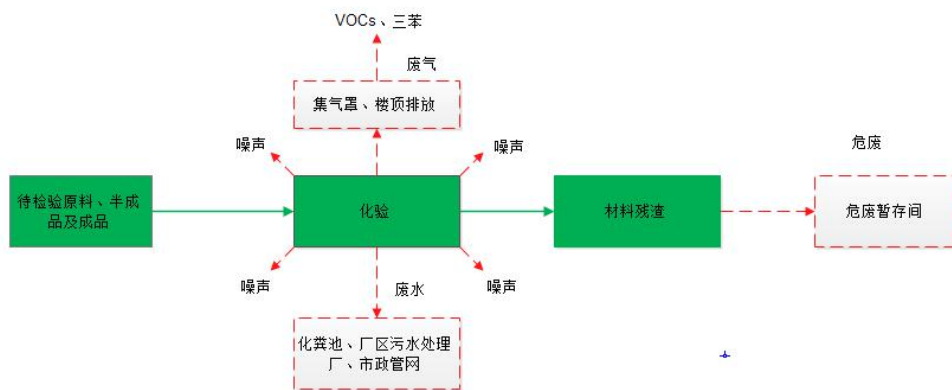 VOCs、三苯
废气
集气罩、楼顶排放
噪声
噪声
危废
待检验原料、半成
品及成品
化验
材料残渣
危废暂存间
噪声
噪声
废水
化粪池、厂区污水处理
厂、市政管网